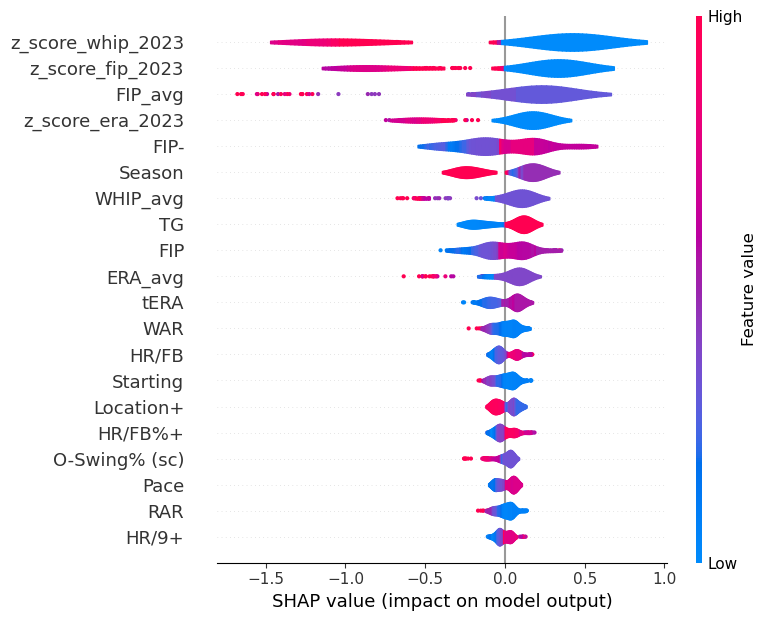 High
z_score_whip_2023
z_score_fip_2023
FIP_avg
z_score_era_2023
FIP-
Season
WHIP_avg
TG
FIP
ERA_avg
tERA
WAR
HR/FB
Starting
Location+
HR/FB%+
O-Swing% (sc)
Pace
RAR
HR/9+
Feature value
Low
−1.5 −1.0 −0.5 0.0 0.5 1.0
SHAP value (impact on model output)